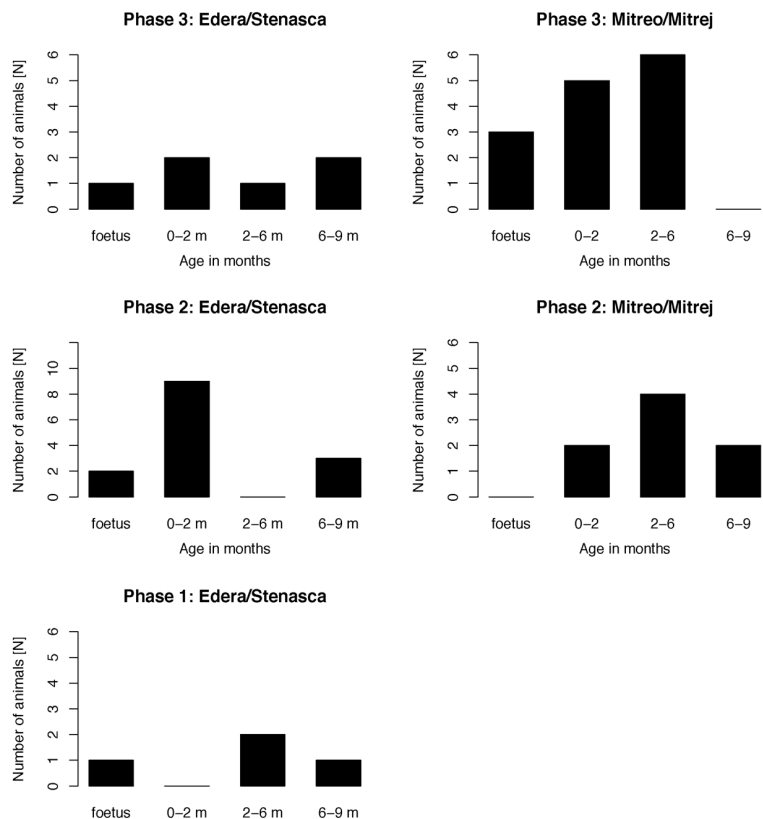 Phase 3: Edera/Stenasca
Number of animals [N]
6
5
4
3
2
1
0
foetus 0–2 m 2–6 m 6–9 m
Age in months
Phase 3: Mitreo/Mitrej
Number of animals [N]
6
5
4
3
2
1
0
foetus 0–2 2–6 6–9
Age in months
Phase 2: Edera/Stenasca
Number of animals [N]
10
8
6
4
2
0
foetus 0–2 m 2–6 m 6–9 m
Age in months
Phase 2: Mitreo/Mitrej
Number of animals [N]
6
5
4
3
2
1
0
foetus 0–2 2–6 6–9
Age in months
Phase 1: Edera/Stenasca
Number of animals [N]
6
5
4
3
2
1
0
foetus 0–2 m 2–6 m 6–9 m